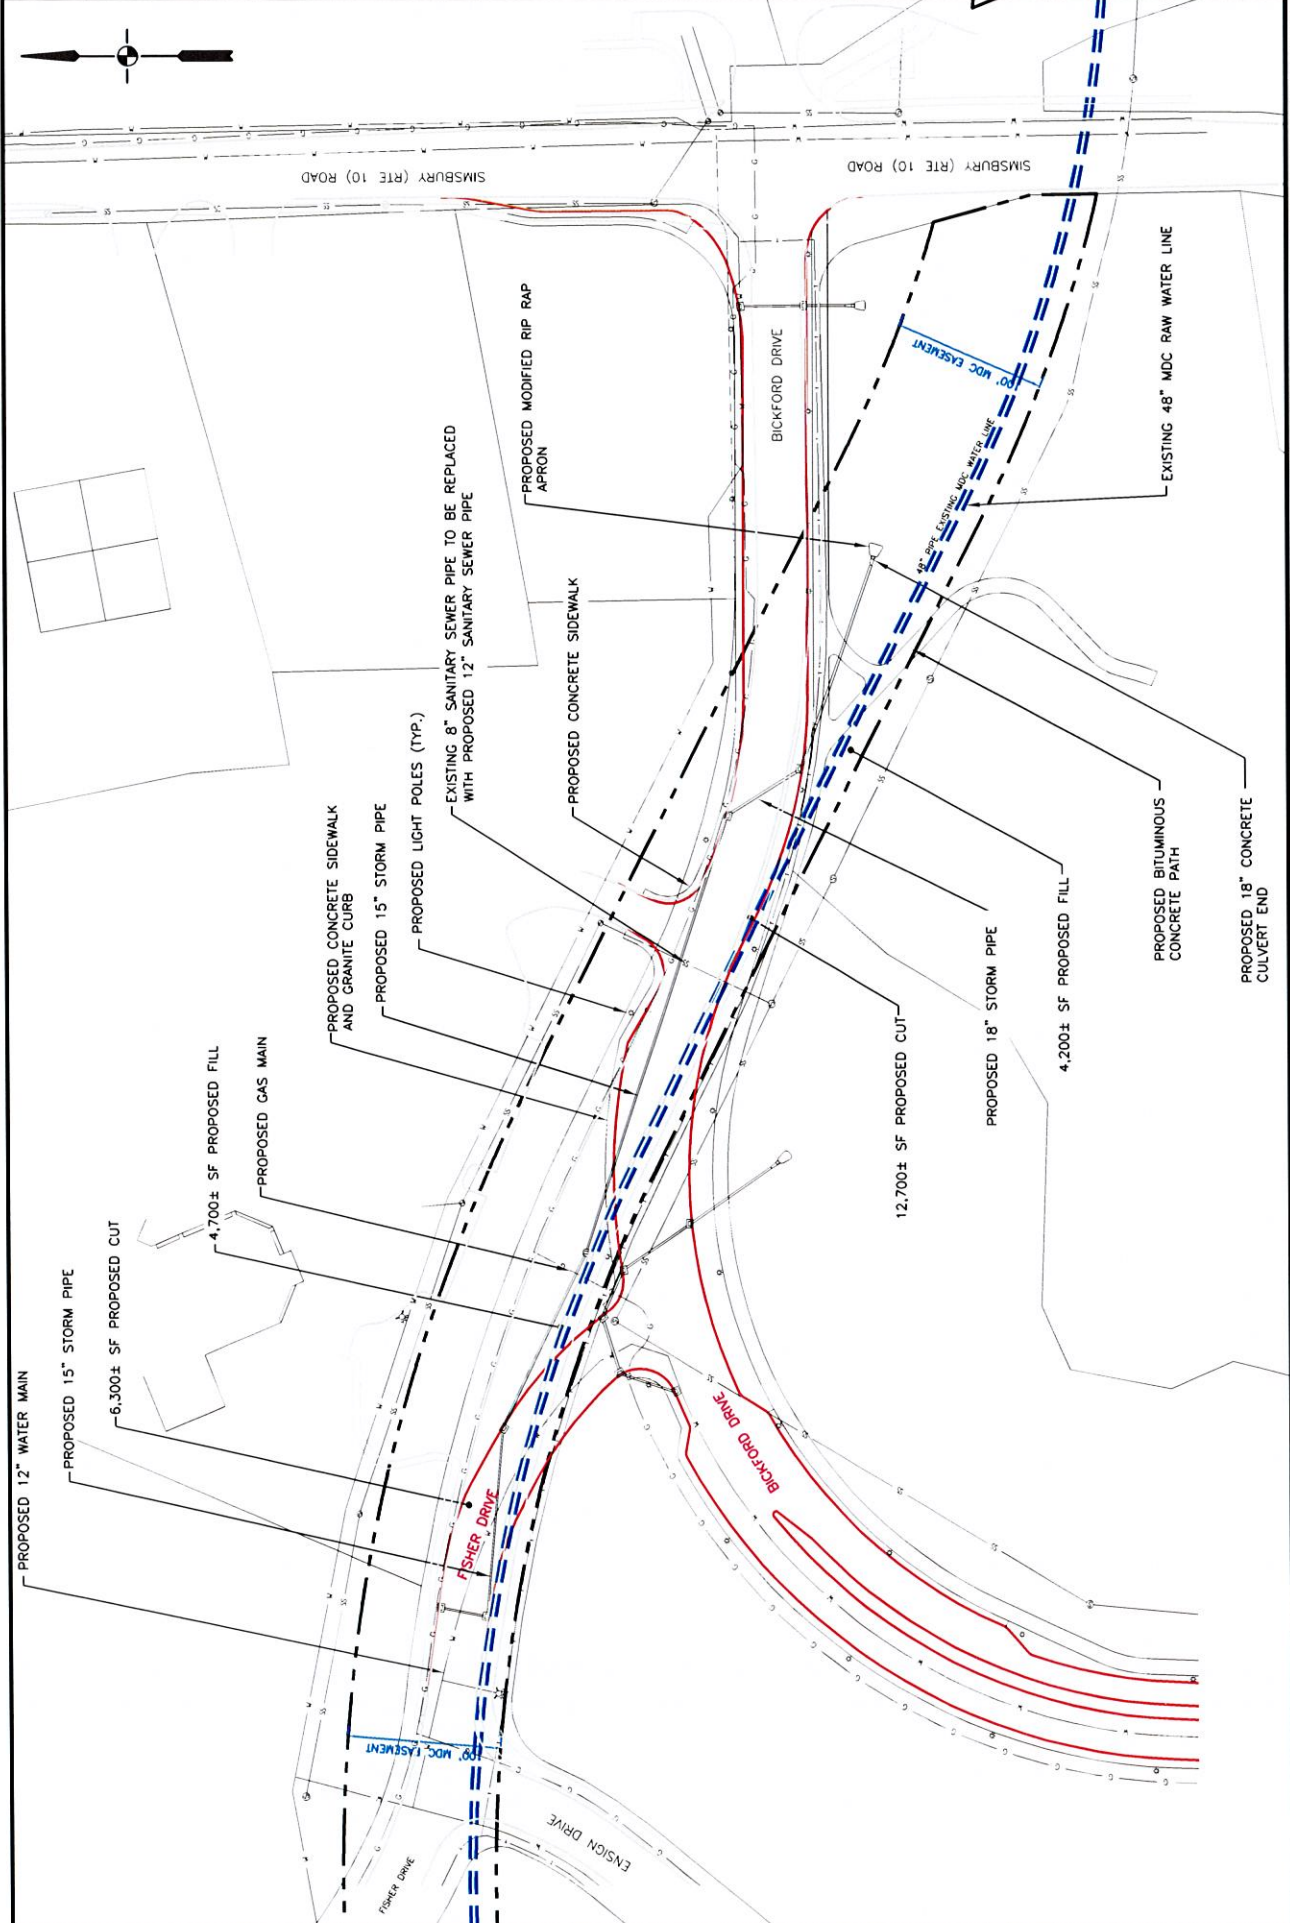 PROPOSED 12" WATER MAIN
PROPOSED 15" STORM PIPE
6,300± SF PROPOSED CUT
4,700± SF PROPOSED FILL
PROPOSED GAS MAIN
PROPOSED CONCRETE SIDEWALK
AND GRANITE CURB
PROPOSED 15" STORM PIPE
PROPOSED LIGHT POLES (TYP.)
EXISTING 8" SANITARY SEWER PIPE TO BE REPLACED
WITH PROPOSED 12" SANITARY SEWER PIPE
PROPOSED MODIFIED RIP RAP
APRON
PROPOSED CONCRETE SIDEWALK
SIMSBURY (RTE 10) ROAD
SIMSBURY (RTE 10) ROAD
BICKFORD DRIVE
100' MDC EASEMENT
48" PIPE EXISTING MDC WATER LINE
EXISTING 48" MDC RAW WATER LINE
12,700± SF PROPOSED CUT
PROPOSED 18" STORM PIPE
4,200± SF PROPOSED FILL
PROPOSED BITUMINOUS
CONCRETE PATH
PROPOSED 18" CONCRETE
CULVERT END
FISHER DRIVE
BICKFORD DRIVE
100' MDC EASEMENT
ENSIGN DRIVE
FISHER DRIVE